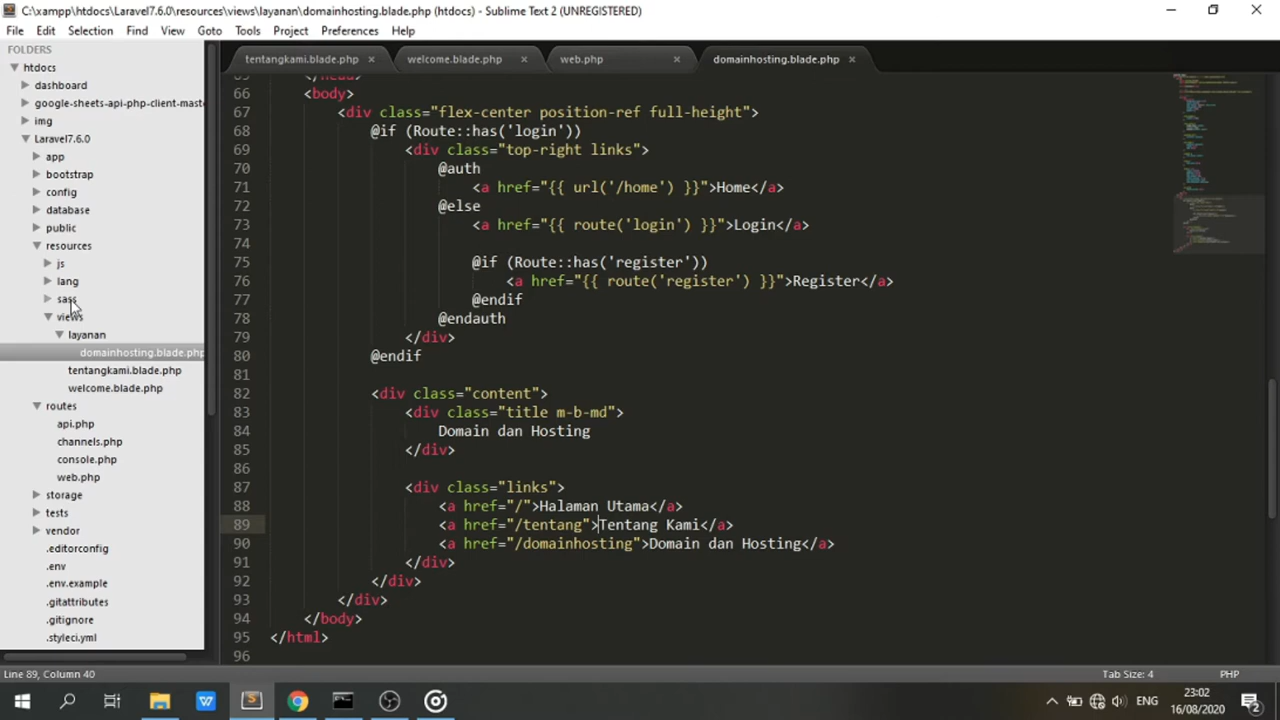 C:\xampp\htdocs\Laravel7.6.0\resources\views\layanan\domainhosting.blade.php (htdocs) - Sublime Text 2 (UNREGISTERED)
File Edit Selection Find View Goto Tools Project Preferences Help
FOLDERS
htdocs
dashboard
google-sheets-api-php-client-mast
img
Laravel7.6.0
app
bootstrap
config
database
public
resources
js
lang
sass
views
layanan
domainhosting.blade.php
tentangkami.blade.php
welcome.blade.php
routes
api.php
channels.php
console.php
web.php
storage
tests
vendor
.editorconfig
.env
.env.example
.gitattributes
.gitignore
.styleci.yml
tentangkami.blade.php × welcome.blade.php × web.php × domainhosting.blade.php ×
65 </head>
66 <body>
67 <div class="flex-center position-ref full-height">
68 @if (Route::has('login'))
69 <div class="top-right links">
70 @auth
71 <a href="{{ url('/home') }}">Home</a>
72 @else
73 <a href="{{ route('login') }}">Login</a>
74
75 @if (Route::has('register'))
76 <a href="{{ route('register') }}">Register</a>
77 @endif
78 @endauth
79 </div>
80 @endif
81
82 <div class="content">
83 <div class="title m-b-md">
84 Domain dan Hosting
85 </div>
86
87 <div class="links">
88 <a href="/">Halaman Utama</a>
89 <a href="/tentang">Tentang Kami</a>
90 <a href="/domainhosting">Domain dan Hosting</a>
91 </div>
92 </div>
93 </div>
94 </body>
95 </html>
96
Line 89, Column 40 Tab Size: 4 PHP
ENG 23:02 16/08/2020 2